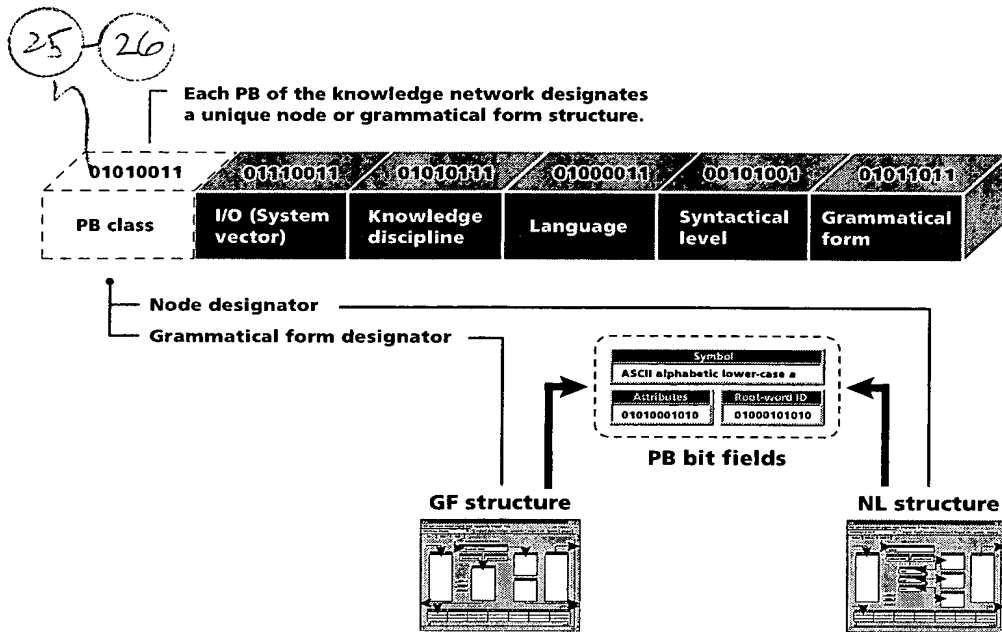 25 - 26
Each PB of the knowledge network designates
a unique node or grammatical form structure.
01010011 01110011 01010111 01000011 00101001 01011011
PB class
I/O (System
vector)
Knowledge
discipline
Language
Syntactical
level
Grammatical
form
Node designator
Grammatical form designator
Symbol
ASCII alphabetic lower-case a
Attributes Root-word ID
01010001010 01000101010
PB bit fields
GF structure
NL structure